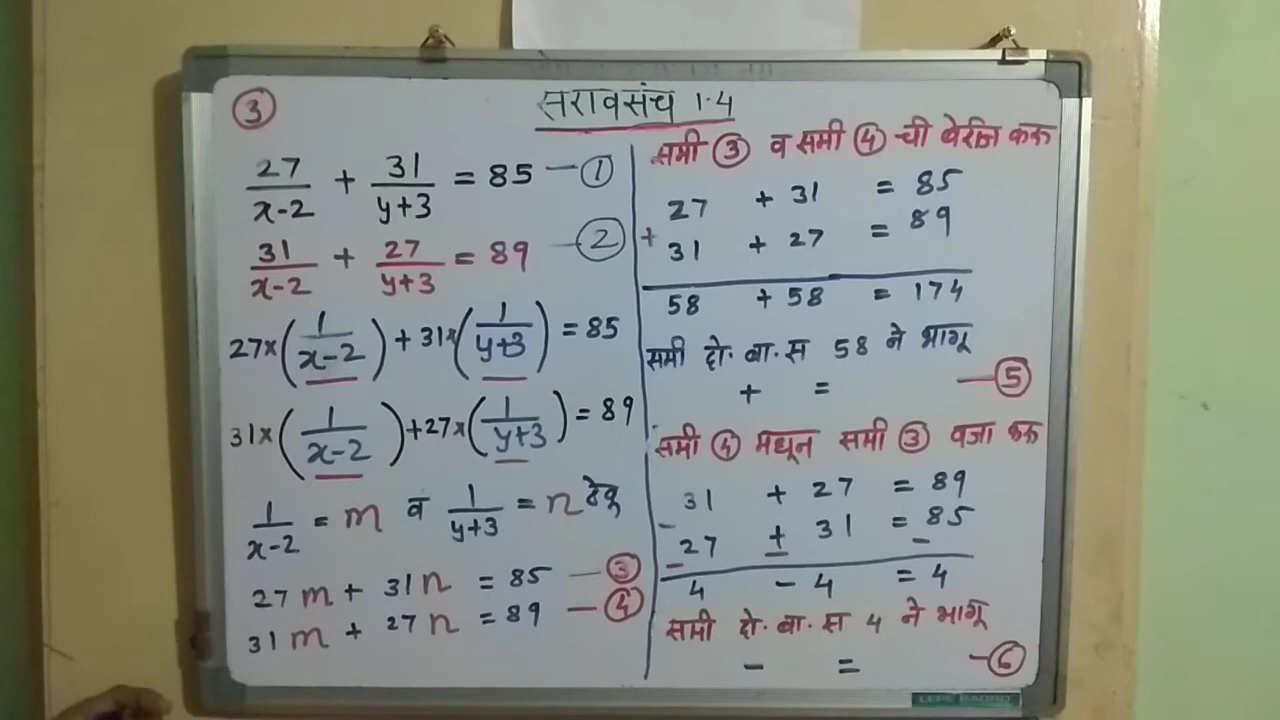 ③
सरावसंच 1.4
27/(x-2) + 31/(y+3) = 85 — ①
31/(x-2) + 27/(y+3) = 89 — ②
27×(1/(x-2)) + 31×(1/(y+3)) = 85
31×(1/(x-2)) + 27×(1/(y+3)) = 89
1/(x-2) = m व 1/(y+3) = n ठेवू
27m + 31n = 85 — ③
31m + 27n = 89 — ④
समी ③ व समी ④ ची बेरीज करू
27 + 31 = 85
+ 31 + 27 = 89
58 + 58 = 174
समी दो. बा. स 58 ने भागू
+ = — ⑤
समी ④ मधून समी ③ वजा करू
31 + 27 = 89
- 27 + 31 = 85
- - -
4 - 4 = 4
समी दो. बा. स 4 ने भागू
- = — ⑥